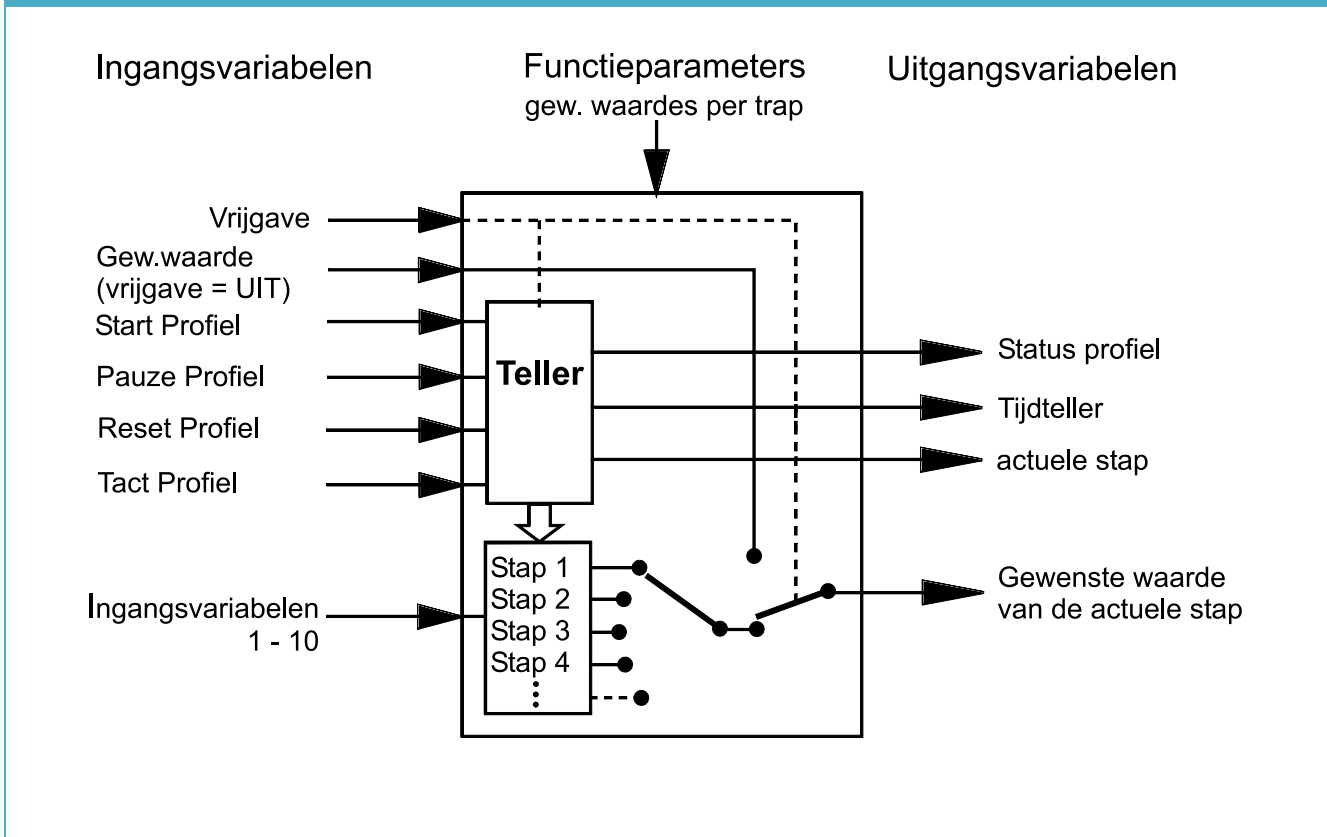 Ingangsvariabelen
Functieparameters
gew. waardes per trap
Uitgangsvariabelen
Vrijgave
Gew.waarde
(vrijgave = UIT)
Start Profiel
Pauze Profiel
Reset Profiel
Tact Profiel
Teller
Status profiel
Tijdteller
actuele stap
Ingangsvariabelen
1 - 10
Stap 1
Stap 2
Stap 3
Stap 4
Gewenste waarde
van de actuele stap